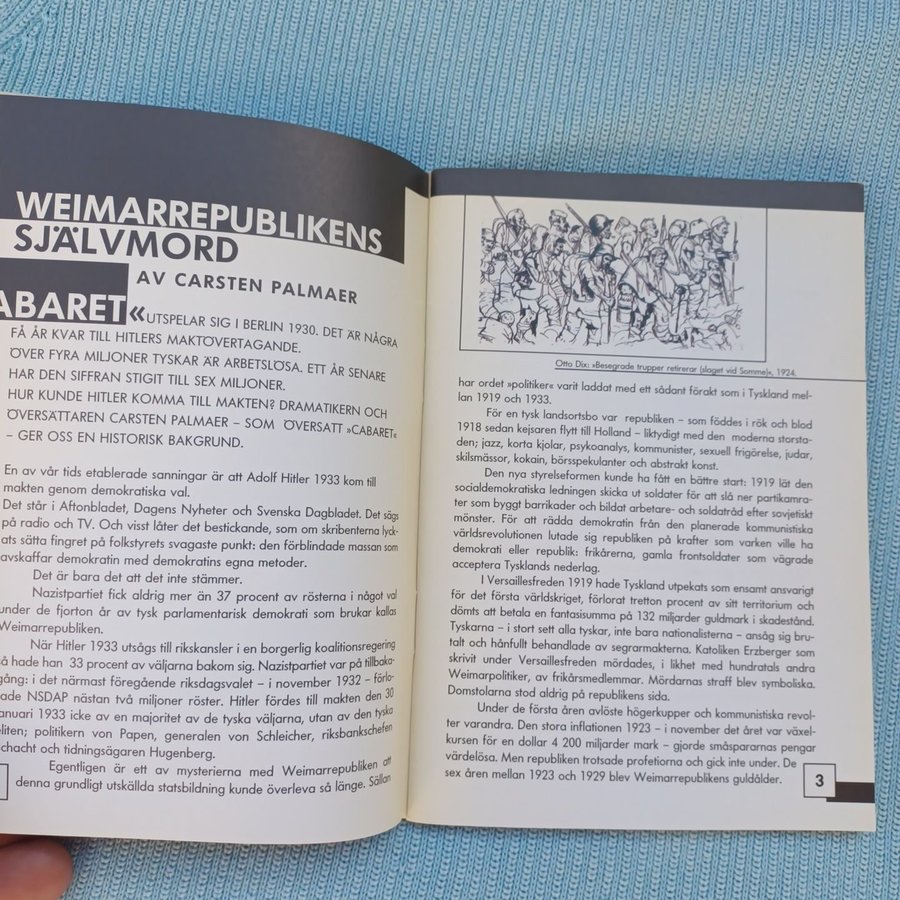 WEIMARREPUBLIKENS
SJÄLVMORD
AV CARSTEN PALMAER
ABARET« UTSPELAR SIG I BERLIN 1930. DET ÄR NÅGRA
FÅ ÅR KVAR TILL HITLERS MAKTÖVERTAGANDE.
ÖVER FYRA MILJONER TYSKAR ÄR ARBETSLÖSA. ETT ÅR SENARE
HAR DEN SIFFRAN STIGIT TILL SEX MILJONER.
HUR KUNDE HITLER KOMMA TILL MAKTEN? DRAMATIKERN OCH
ÖVERSÄTTAREN CARSTEN PALMAER – SOM ÖVERSATT »CABARET«
– GER OSS EN HISTORISK BAKGRUND.
En av vår tids etablerade sanningar är att Adolf Hitler 1933 kom till
makten genom demokratiska val.
Det står i Aftonbladet, Dagens Nyheter och Svenska Dagbladet. Det sägs
på radio och TV. Och visst låter det bestickande, som om skribenterna lyck-
ats sätta fingret på folkstyrets svagaste punkt: den förblindade massan som
avskaffar demokratin med demokratins egna metoder.
Det är bara det att det inte stämmer.
Nazistpartiet fick aldrig mer än 37 procent av rösterna i något val
under de fjorton år av tysk parlamentarisk demokrati som brukar kallas
Weimarrepubliken.
När Hitler 1933 utsågs till rikskansler i en borgerlig koalitionsregering
så hade han 33 procent av väljarna bakom sig. Nazistpartiet var på tillbaka-
gång: i det närmast föregående riksdagsvalet – i november 1932 – förlo-
rade NSDAP nästan två miljoner röster. Hitler fördes till makten den 30
januari 1933 icke av en majoritet av de tyska väljarna, utan av den tyska
eliten; politikern von Papen, generalen von Schleicher, riksbankschefen
Schacht och tidningsägaren Hugenberg.
Egentligen är ett av mysterierna med Weimarrepubliken att
denna grundligt utskällda statsbildning kunde överleva så länge. Sällan
Otto Dix: »Besegrade trupper retirerar (slaget vid Somme)«, 1924.
har ordet »politiker« varit laddat med ett sådant förakt som i Tyskland mel-
lan 1919 och 1933.
För en tysk landsortsbo var republiken – som föddes i rök och blod
1918 sedan kejsaren flytt till Holland – liktydigt med den moderna storsta-
den; jazz, korta kjolar, psykoanalys, kommunister, sexuell frigörelse, judar,
skilsmässor, kokain, börsspekulanter och abstrakt konst.
Den nya styrelseformen kunde ha fått en bättre start: 1919 lät den
socialdemokratiska ledningen skicka ut soldater för att slå ner partikamra-
ter som byggt barrikader och bildat arbetare- och soldatråd efter sovjetiskt
mönster. För att rädda demokratin från den planerade kommunistiska
världsrevolutionen lutade sig republiken på krafter som varken ville ha
demokrati eller republik: frikårerna, gamla frontsoldater som vägrade
acceptera Tysklands nederlag.
I Versaillesfreden 1919 hade Tyskland utpekats som ensamt ansvarig
för det första världskriget, förlorat tretton procent av sitt territorium och
dömts att betala en fantasisumma på 132 miljarder guldmark i skadestånd.
Tyskarna – i stort sett alla tyskar, inte bara nationalisterna – ansåg sig bru-
talt och hånfullt behandlade av segrarmakterna. Katoliken Erzberger som
skrivit under Versaillesfreden mördades, i likhet med hundratals andra
Weimarpolitiker, av frikårsmedlemmar. Mördarnas straff blev symboliska.
Domstolarna stod aldrig på republikens sida.
Under de första åren avlöste högerkupper och kommunistiska revol-
ter varandra. Den stora inflationen 1923 – i november det året var växel-
kursen för en dollar 4 200 miljarder mark – gjorde småspararnas pengar
värdelösa. Men republiken trotsade profetiorna och gick inte under. De
sex åren mellan 1923 och 1929 blev Weimarrepublikens guldålder.
3